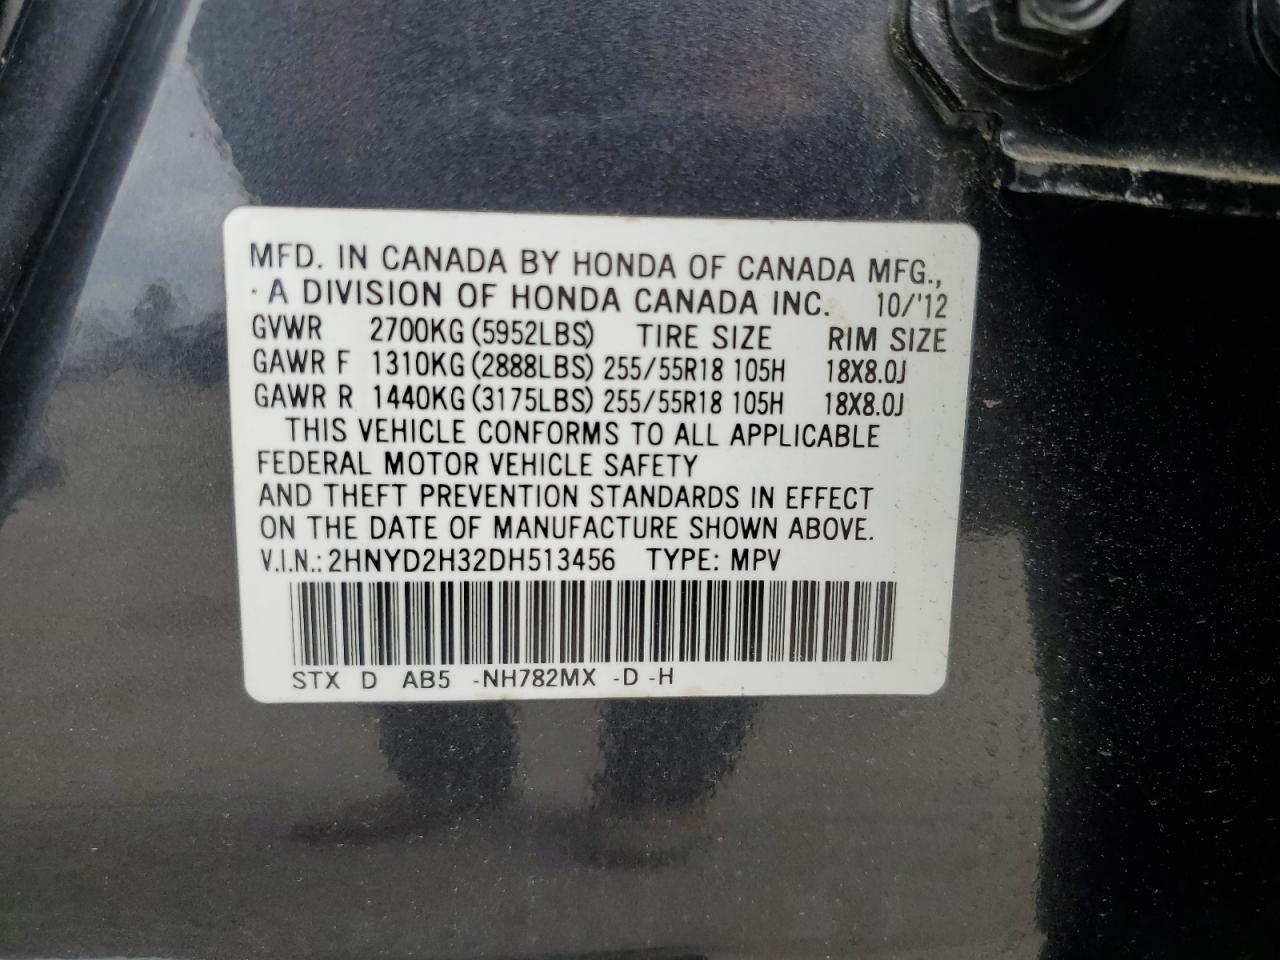 MFD. IN CANADA BY HONDA OF CANADA MFG.,
A DIVISION OF HONDA CANADA INC. 10/'12
GVWR 2700KG (5952LBS) TIRE SIZE RIM SIZE
GAWR F 1310KG (2888LBS) 255/55R18 105H 18X8.0J
GAWR R 1440KG (3175LBS) 255/55R18 105H 18X8.0J
THIS VEHICLE CONFORMS TO ALL APPLICABLE
FEDERAL MOTOR VEHICLE SAFETY
AND THEFT PREVENTION STANDARDS IN EFFECT
ON THE DATE OF MANUFACTURE SHOWN ABOVE.
V.I.N.: 2HNYD2H32DH513456 TYPE: MPV
STX D AB5 -NH782MX -D -H